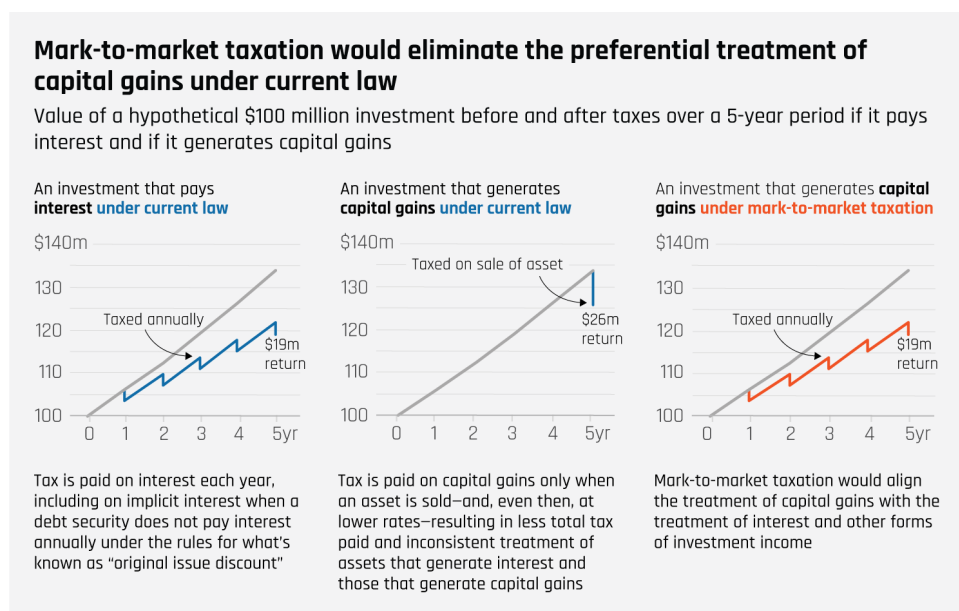 Mark-to-market taxation would eliminate the preferential treatment of
capital gains under current law
Value of a hypothetical $100 million investment before and after taxes over a 5-year period if it pays
interest and if it generates capital gains
An investment that pays
interest under current law
$140m
130
120
110
100
Taxed annually
$19m
return
0 1 2 3 4 5yr
Tax is paid on interest each year,
including on implicit interest when a
debt security does not pay interest
annually under the rules for what's
known as “original issue discount”
An investment that generates
capital gains under current law
$140m
Taxed on sale of asset
130
120
110
100
$26m
return
0 1 2 3 4 5yr
Tax is paid on capital gains only when
an asset is sold—and, even then, at
lower rates—resulting in less total tax
paid and inconsistent treatment of
assets that generate interest and
those that generate capital gains
An investment that generates capital
gains under mark-to-market taxation
$140m
130
120
110
100
Taxed annually
$19m
return
0 1 2 3 4 5yr
Mark-to-market taxation would align
the treatment of capital gains with the
treatment of interest and other forms
of investment income